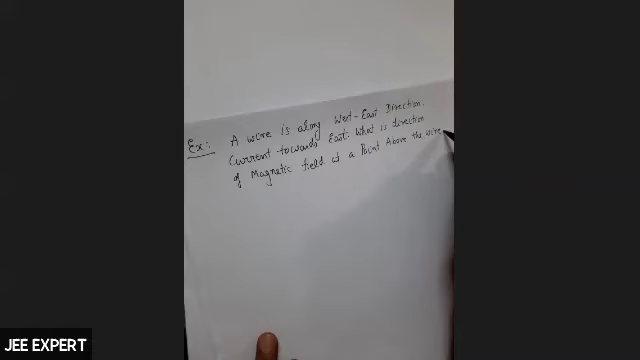 Ex: A wire is along West-East Direction.
Current towards East. What is direction
of Magnetic field at a Point Above the wire
JEE EXPERT